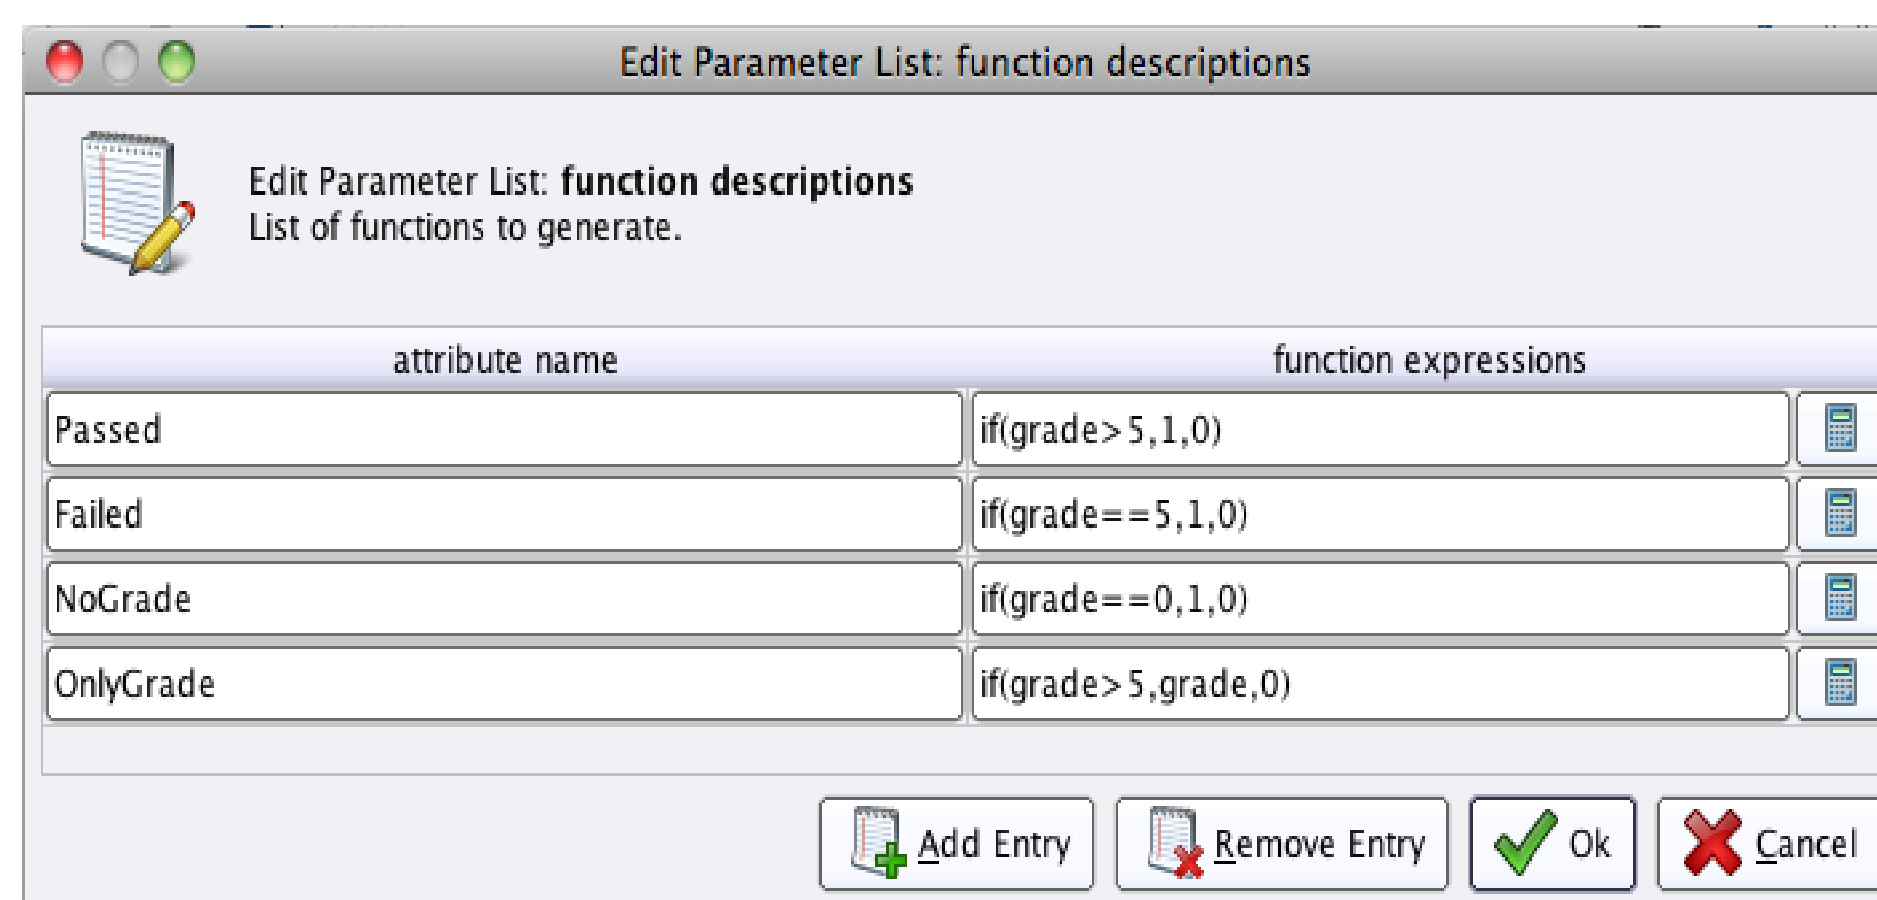 Edit Parameter List: function descriptions
Edit Parameter List: function descriptions
List of functions to generate.
attribute name function expressions
Passed if(grade>5,1,0)
Failed if(grade==5,1,0)
NoGrade if(grade==0,1,0)
OnlyGrade if(grade>5,grade,0)
Add Entry Remove Entry Ok Cancel